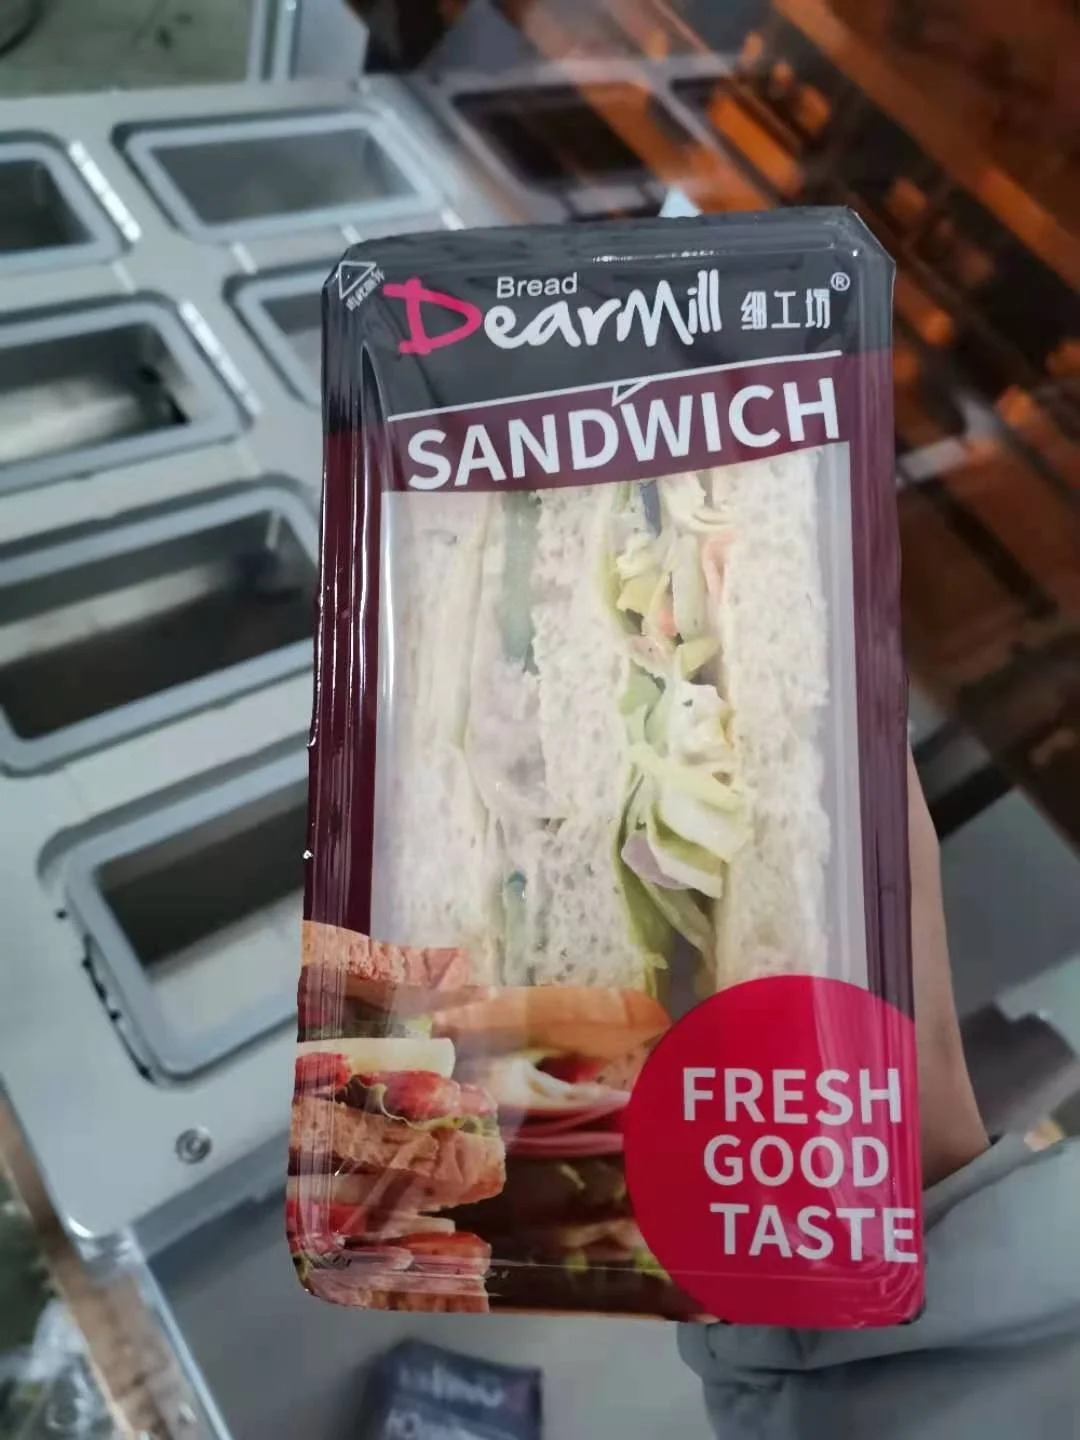 Bread
DearMill 细工坊®
SANDWICH
FRESH
GOOD
TASTE